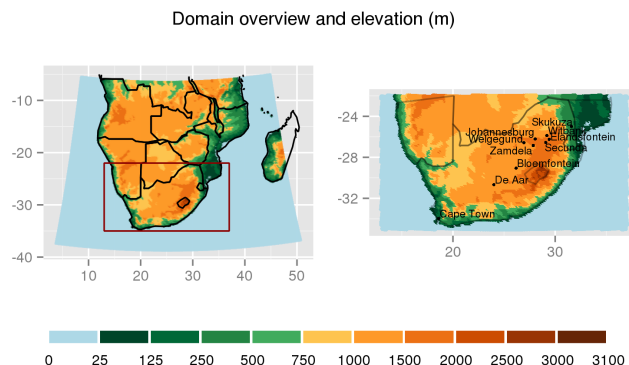 Domain overview and elevation (m)
-10
-20
-30
-40
10
20
30
40
50
-24
-28
-32
20
30
Skukuza
Johannesburg
Witbank
Welgegund
Elandsfontein
Secunda
Zamdela
Bloemfontein
De Aar
Cape Town
0
25
125
250
500
750
1000
1500
2000
2500
3000
3100